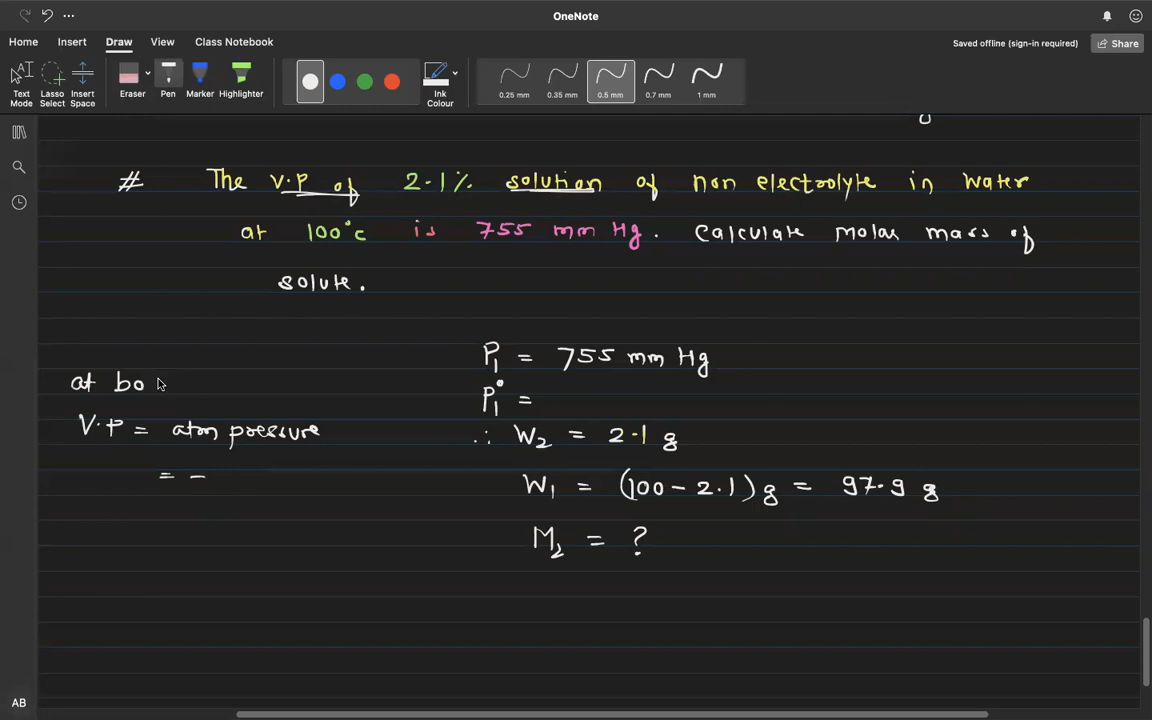 OneNote
Home Insert Draw View Class Notebook
Saved offline (sign-in required) Share
Text Mode Lasso Select Insert Space Eraser Pen Marker Highlighter Ink Colour 0.25 mm 0.35 mm 0.5 mm 0.7 mm 1 mm
# The V.P of 2.1% solution of non electrolyte in water
at 100°c is 755 mm Hg. Calculate molar mass of
solute.
P₁ = 755 mm Hg
at bo
P₁° =
V.P = atm pressure
∴ W₂ = 2.1 g
= -
W₁ = (100 - 2.1) g = 97.9 g
M₂ = ?
AB